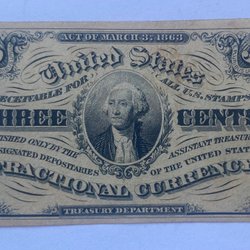 ACT OF MARCH 3, 1863
United States
RECEIVABLE FOR ALL U.S. STAMPS
THREE CENTS
FURNISHED ONLY BY THE ASSISTANT TREASURERS
DESIGNATED DEPOSITARIES OF THE UNITED STATES
FRACTIONAL CURRENCY
TREASURY DEPARTMENT